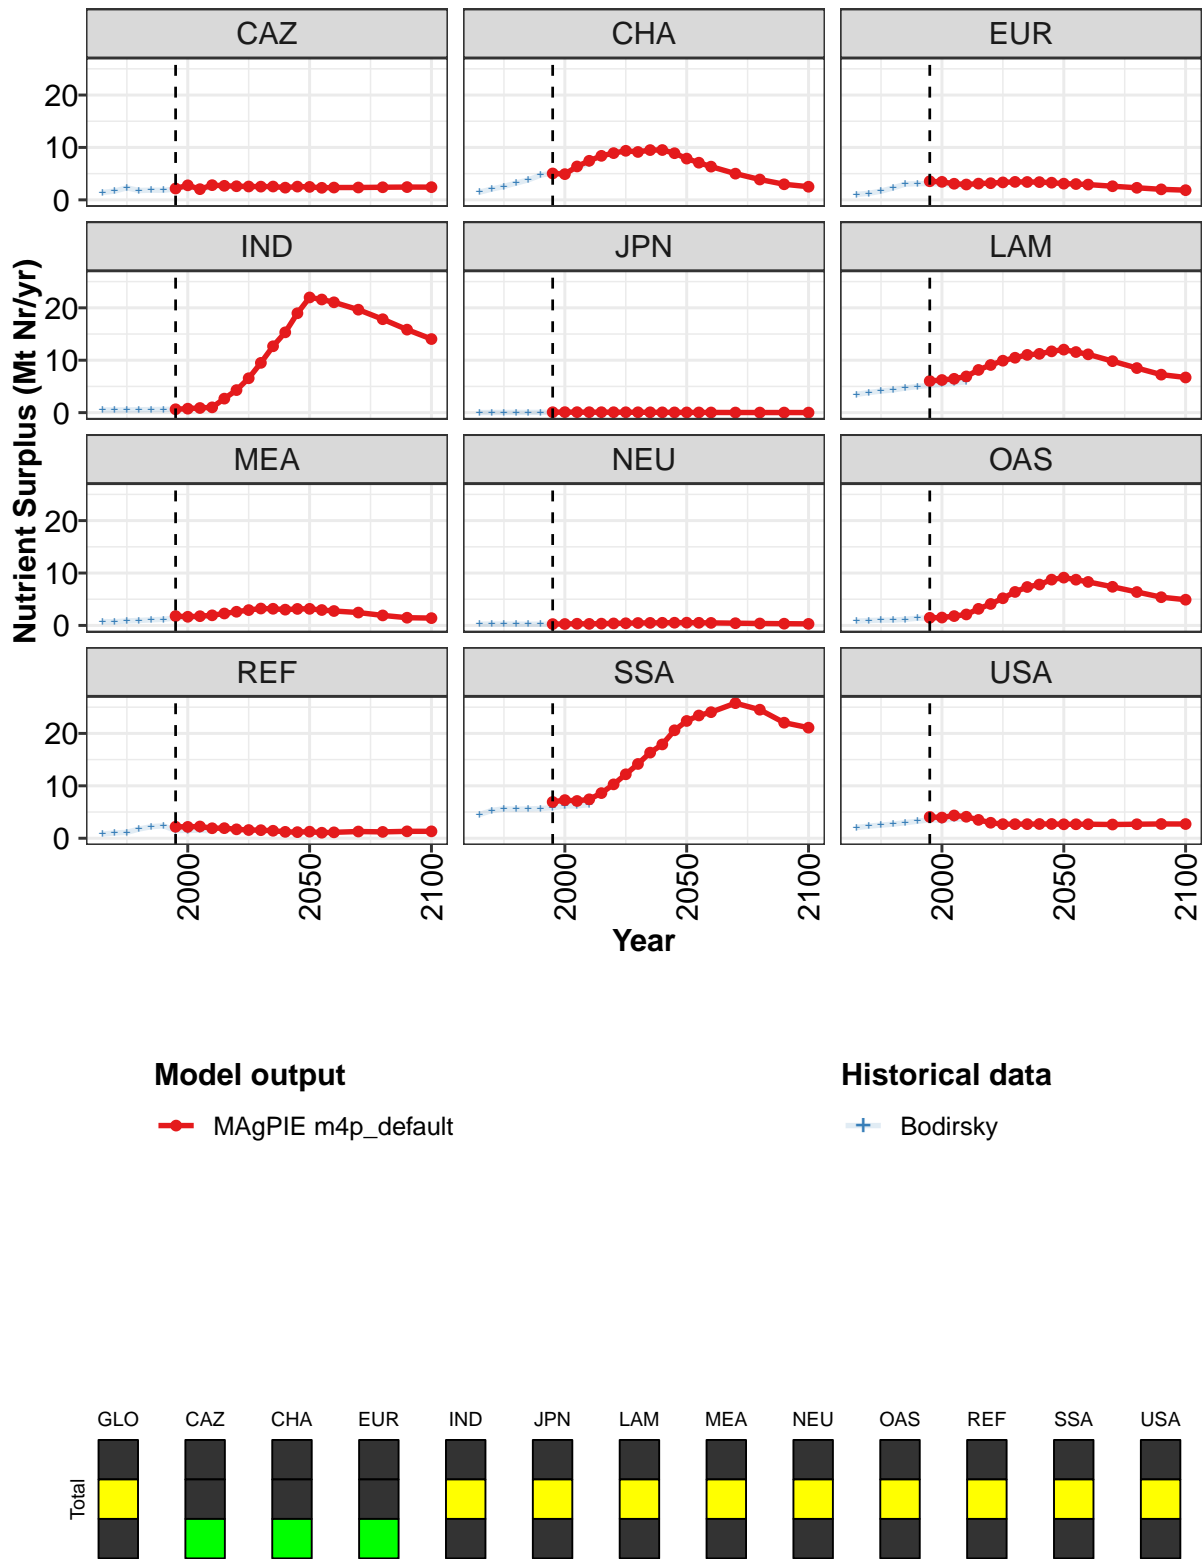 CAZ CHA EUR
20
10
0
IND JPN LAM
20
10
0
MEA NEU OAS
20
10
0
REF SSA USA
20
10
0
2000 2050 2100 2000 2050 2100 2000 2050 2100
Nutrient Surplus (Mt Nr/yr)
Year
Model output Historical data
MAgPIE m4p_default Bodirsky
GLO CAZ CHA EUR IND JPN LAM MEA NEU OAS REF SSA USA
Total